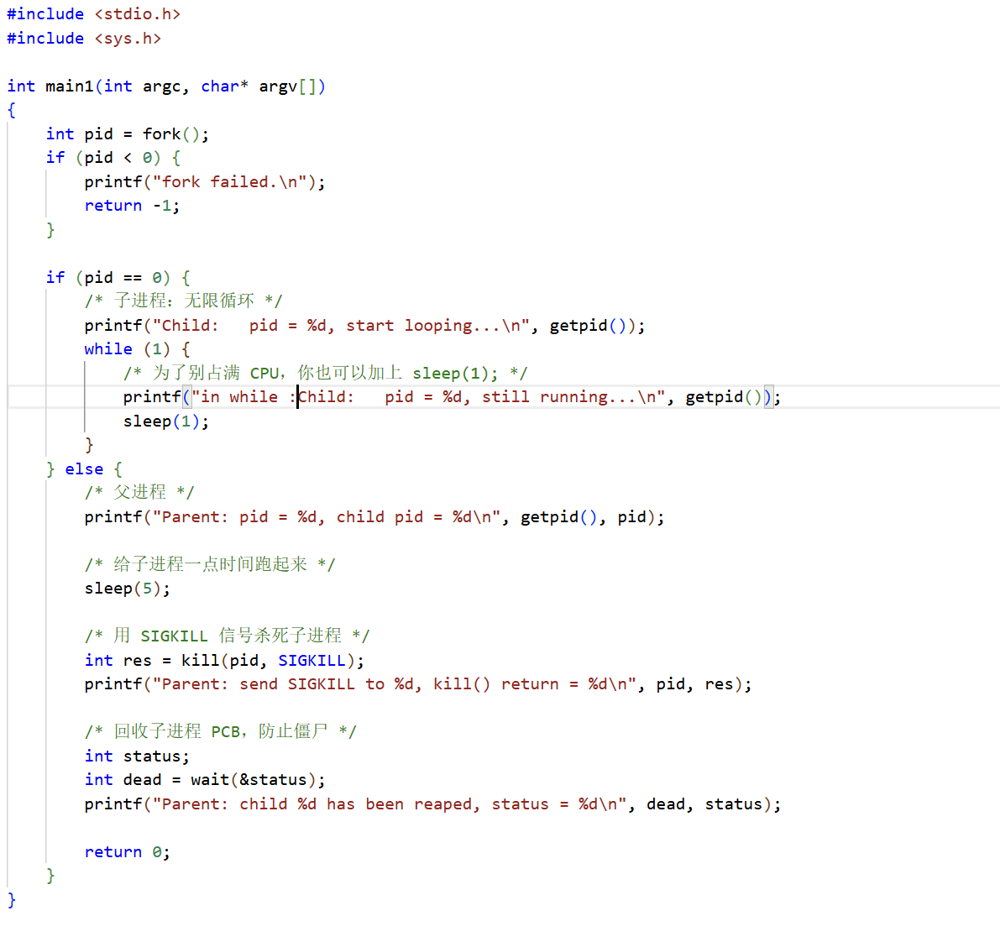 #include <stdio.h>
#include <sys.h>
int main1(int argc, char* argv[])
{
    int pid = fork();
    if (pid < 0) {
        printf("fork failed.\n");
        return -1;
    }
    if (pid == 0) {
        /* 子进程：无限循环 */
        printf("Child:   pid = %d, start looping...\n", getpid());
        while (1) {
            /* 为了别占满 CPU，你也可以加上 sleep(1); */
            printf("in while :Child:   pid = %d, still running...\n", getpid());
            sleep(1);
        }
    } else {
        /* 父进程 */
        printf("Parent: pid = %d, child pid = %d\n", getpid(), pid);
        /* 给子进程一点时间跑起来 */
        sleep(5);
        /* 用 SIGKILL 信号杀死子进程 */
        int res = kill(pid, SIGKILL);
        printf("Parent: send SIGKILL to %d, kill() return = %d\n", pid, res);
        /* 回收子进程 PCB，防止僵尸 */
        int status;
        int dead = wait(&status);
        printf("Parent: child %d has been reaped, status = %d\n", dead, status);
        return 0;
    }
}